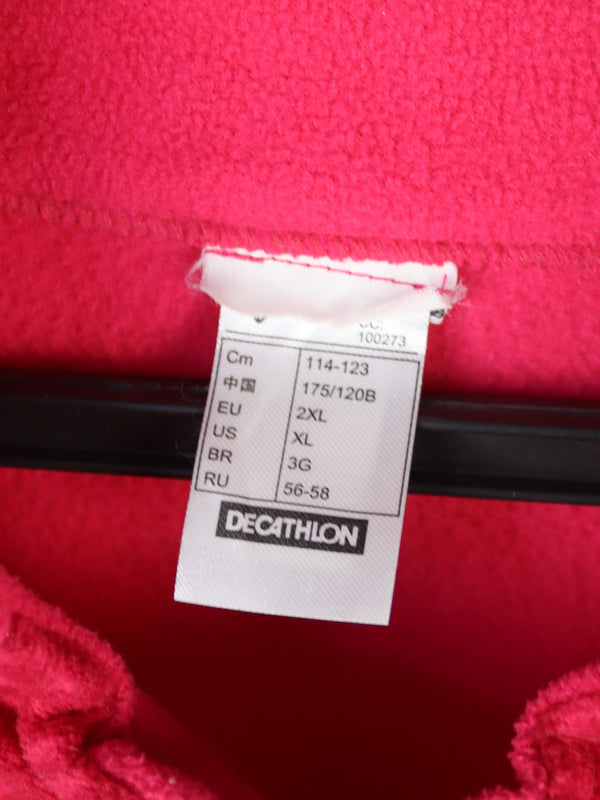 100273
Cm 114-123
中国 175/120B
EU 2XL
US XL
BR 3G
RU 56-58
DECATHLON